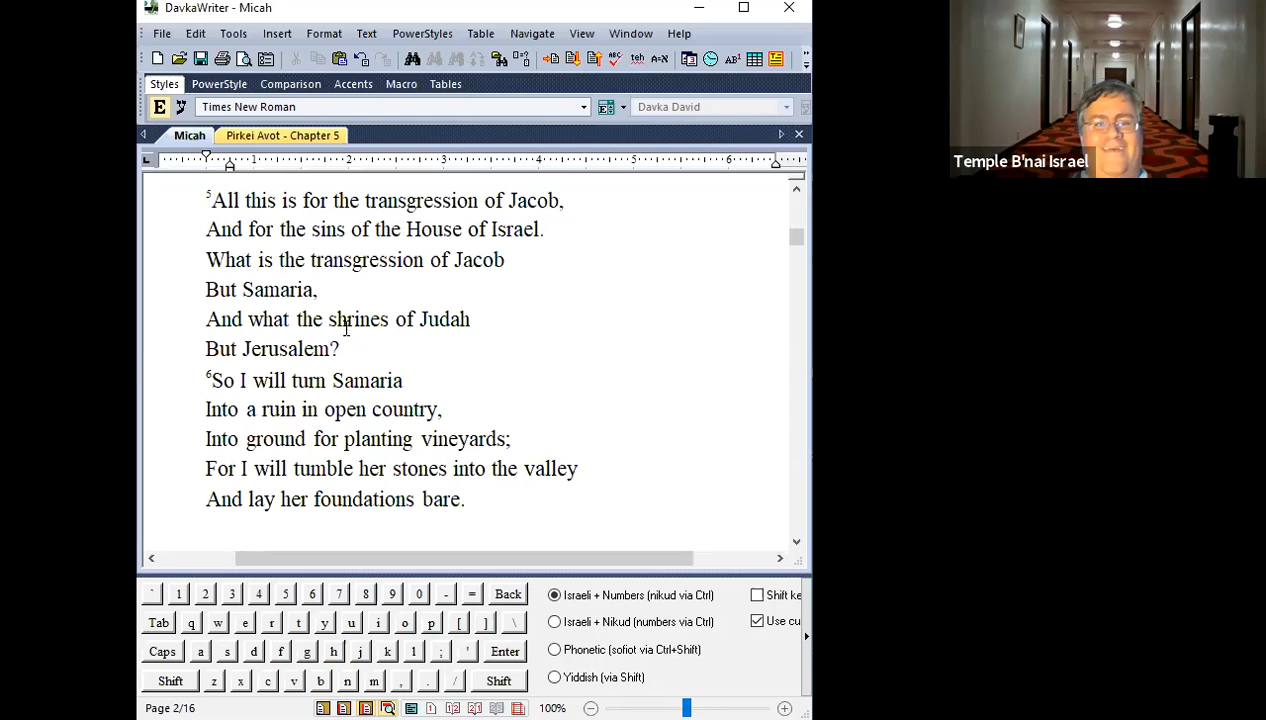 DavkaWriter - Micah
File Edit Tools Insert Format Text PowerStyles Table Navigate View Window Help
Styles PowerStyle Comparison Accents Macro Tables
E Times New Roman Davka David
Micah Pirkei Avot - Chapter 5
1 2 3 4 5 6
5All this is for the transgression of Jacob,
And for the sins of the House of Israel.
What is the transgression of Jacob
But Samaria,
And what the shrines of Judah
But Jerusalem?
6So I will turn Samaria
Into a ruin in open country,
Into ground for planting vineyards;
For I will tumble her stones into the valley
And lay her foundations bare.
` 1 2 3 4 5 6 7 8 9 0 - = Back
Tab q w e r t y u i o p [ ] \
Caps a s d f g h j k l ; ' Enter
Shift z x c v b n m , . / Shift
Israeli + Numbers (nikud via Ctrl)
Israeli + Nikud (numbers via Ctrl)
Phonetic (sofiot via Ctrl+Shift)
Yiddish (via Shift)
Shift ke
Use cu
Page 2/16 100%
Temple B'nai Israel